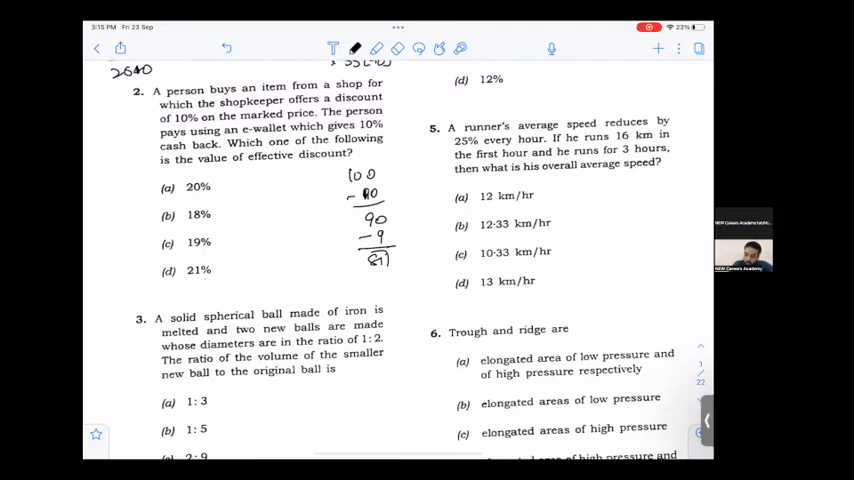 3:15 PM Fri 23 Sep
23%
2. A person buys an item from a shop for
which the shopkeeper offers a discount
of 10% on the marked price. The person
pays using an e-wallet which gives 10%
cash back. Which one of the following
is the value of effective discount?
(a) 20%
(b) 18%
(c) 19%
(d) 21%
100
- 10
90
- 9
81
3. A solid spherical ball made of iron is
melted and two new balls are made
whose diameters are in the ratio of 1:2.
The ratio of the volume of the smaller
new ball to the original ball is
(a) 1:3
(b) 1:5
2:9
(d) 12%
5. A runner's average speed reduces by
25% every hour. If he runs 16 km in
the first hour and he runs for 3 hours,
then what is his overall average speed?
(a) 12 km/hr
(b) 12·33 km/hr
(c) 10·33 km/hr
(d) 13 km/hr
6. Trough and ridge are
(a) elongated area of low pressure and
of high pressure respectively
(b) elongated areas of low pressure
(c) elongated areas of high pressure
elongated areas of high pressure and
1
22
NEW Careers Academy